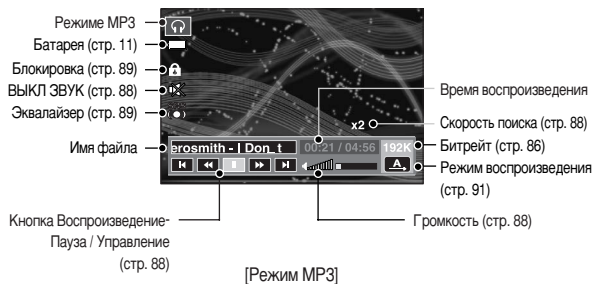 Режиме MP3
Батарея (стр. 11)
Блокировка (стр. 89)
ВЫКЛ ЗВУК (стр. 88)
Эквалайзер (стр. 89)
Имя файла
Кнопка Воспроизведение-
Пауза / Управление
(стр. 88)
x2
erosmith - I Don_t
00:21 / 04:56
192K
A
Время воспроизведения
Скорость поиска (стр. 88)
Битрейт (стр. 86)
Режим воспроизведения
(стр. 91)
Громкость (стр. 88)
[Режим MP3]